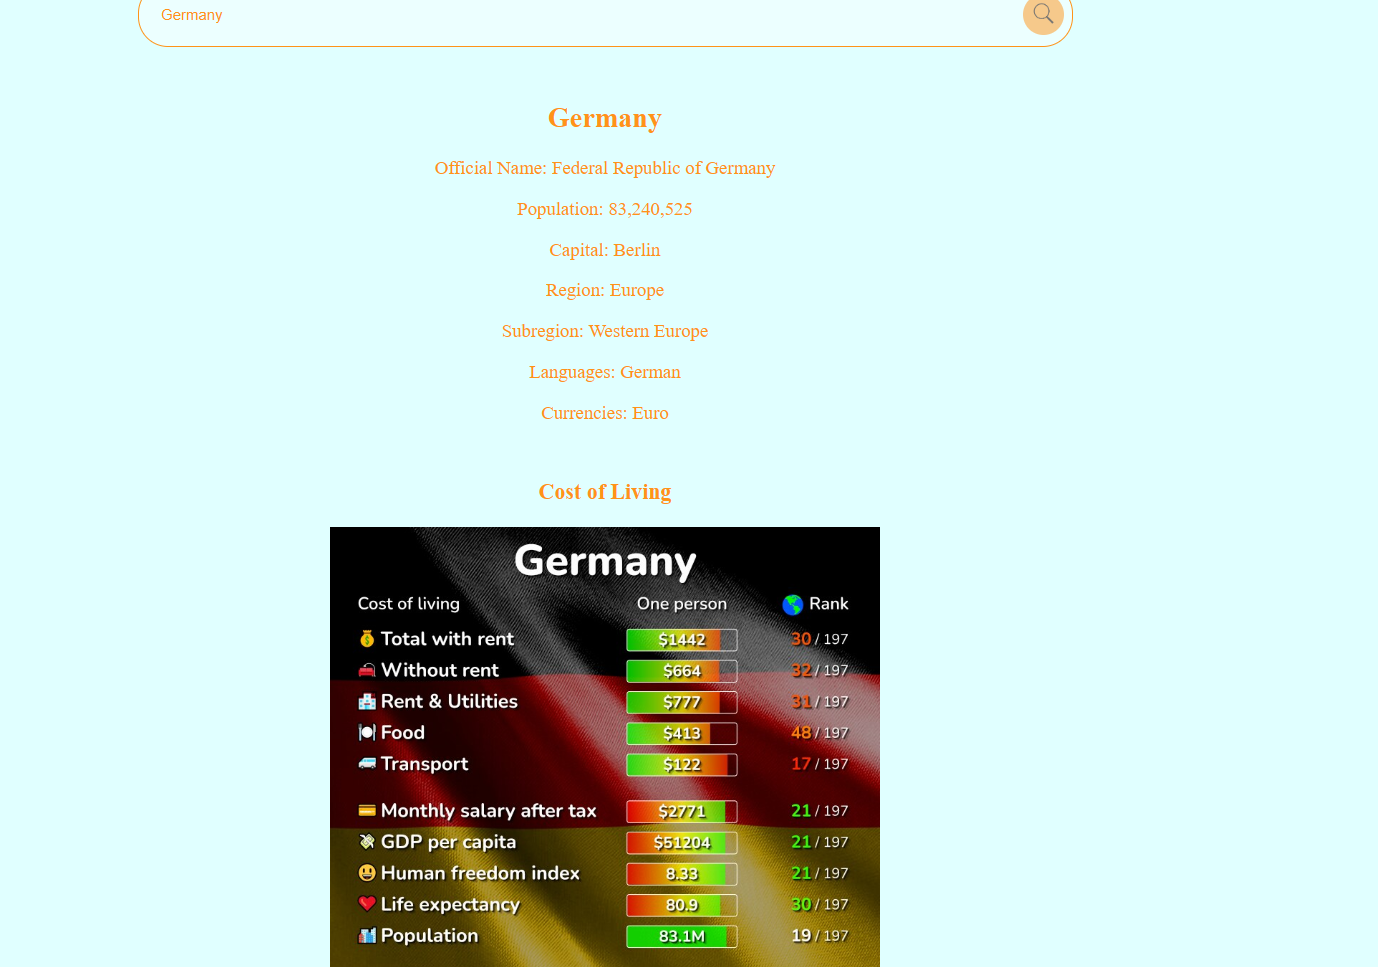 Germany
Germany
Official Name: Federal Republic of Germany
Population: 83,240,525
Capital: Berlin
Region: Europe
Subregion: Western Europe
Languages: German
Currencies: Euro
Cost of Living
Germany
Cost of living One person Rank
Total with rent $1442 30 / 197
Without rent $664 32 / 197
Rent & Utilities $777 31 / 197
Food $413 48 / 197
Transport $122 17 / 197
Monthly salary after tax $2771 21 / 197
GDP per capita $51204 21 / 197
Human freedom index 8.33 21 / 197
Life expectancy 80.9 30 / 197
Population 83.1M 19 / 197